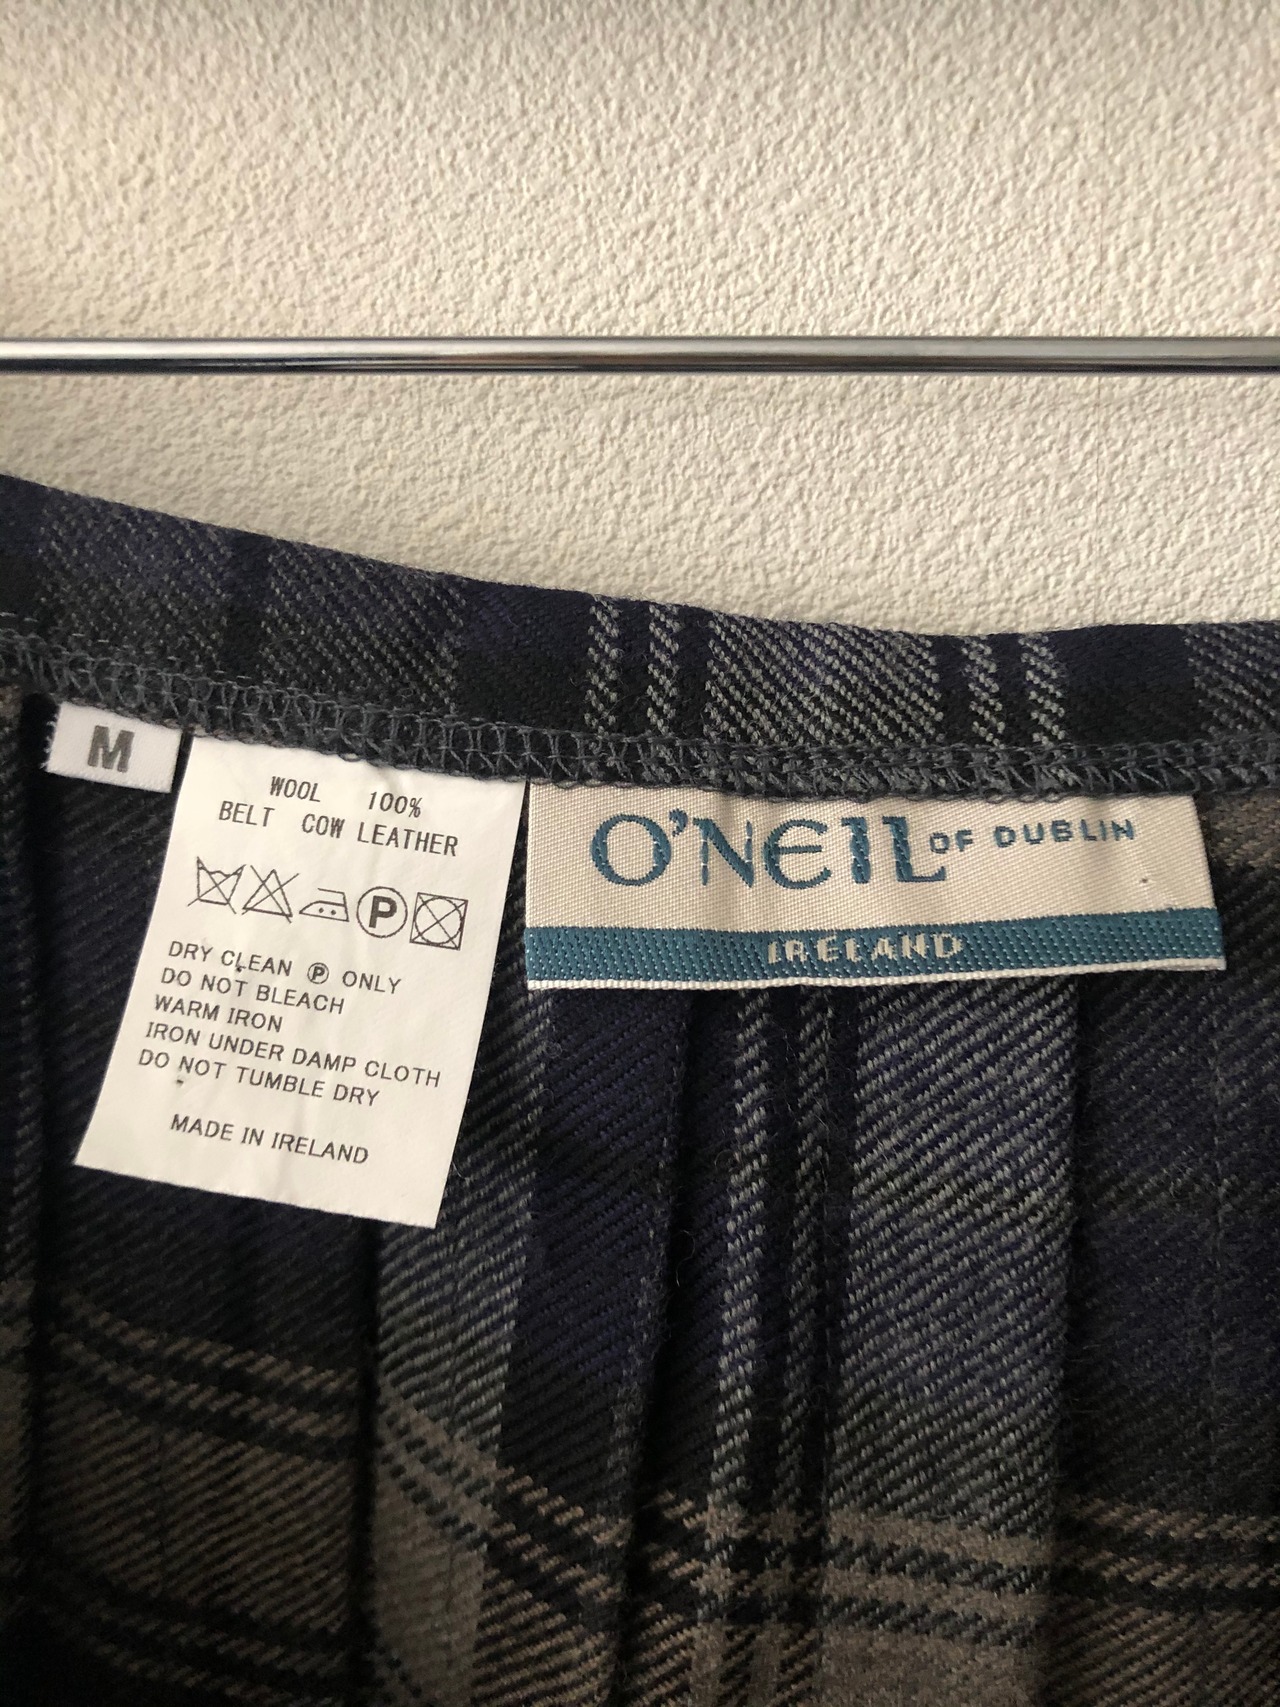 M
WOOL 100%
BELT COW LEATHER
P
DRY CLEAN Ⓟ ONLY
DO NOT BLEACH
WARM IRON
IRON UNDER DAMP CLOTH
DO NOT TUMBLE DRY
MADE IN IRELAND
O'NEIL OF DUBLIN
IRELAND